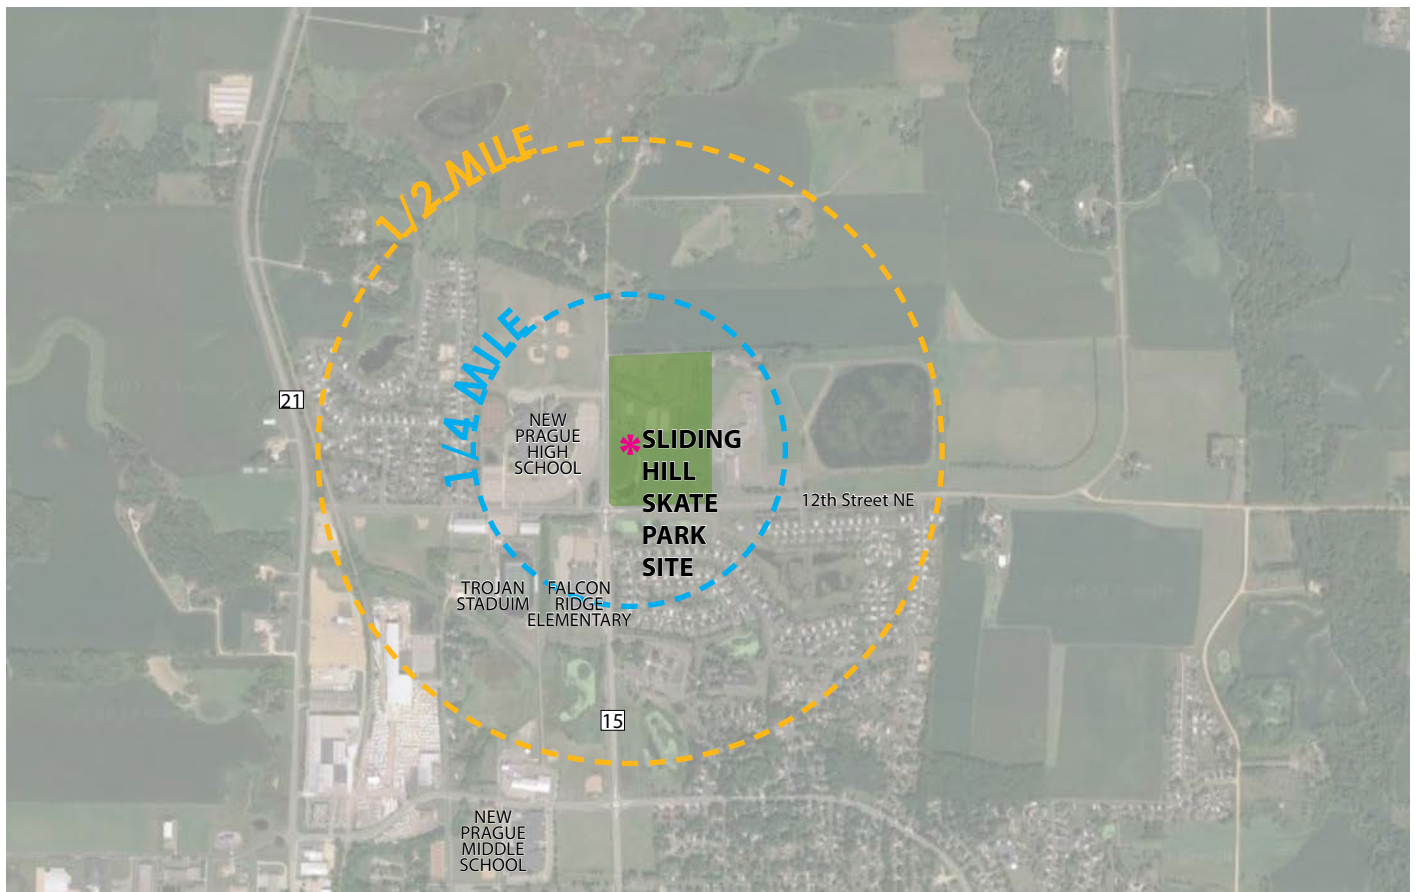 1/2 MILE
1/4 MILE
21
NEW
PRAGUE
HIGH
SCHOOL
*SLIDING
HILL
SKATE
PARK
SITE
12th Street NE
TROJAN
STADUIM
FALCON
RIDGE
ELEMENTARY
15
NEW
PRAGUE
MIDDLE
SCHOOL